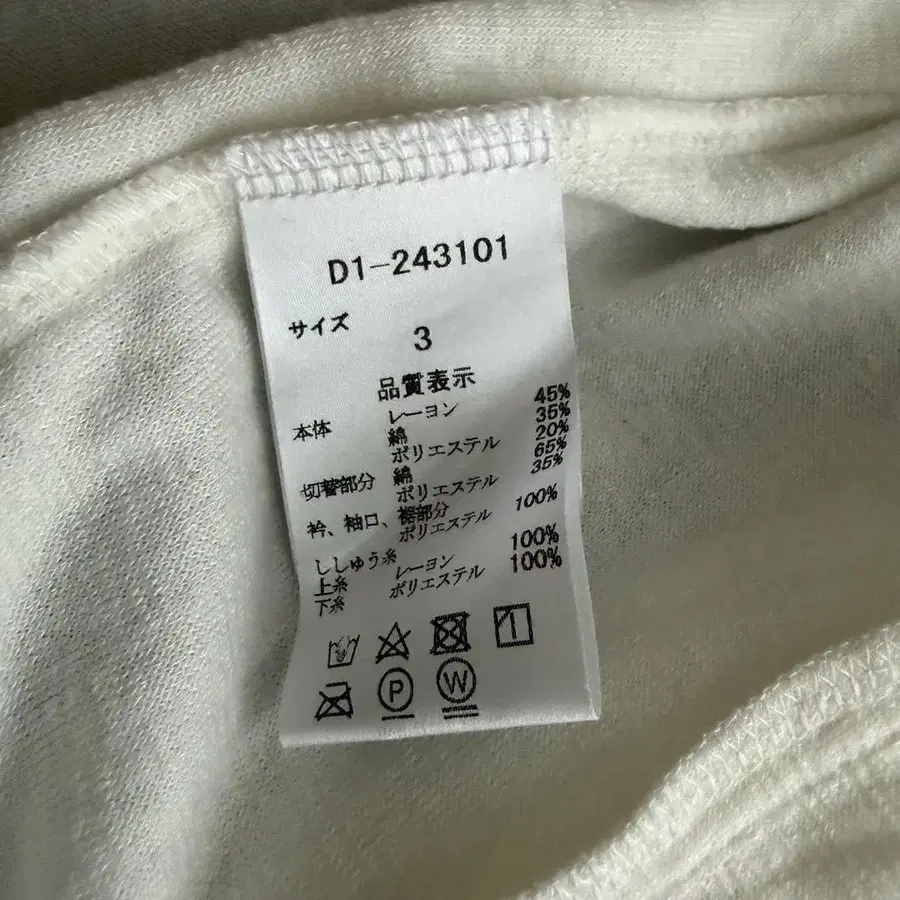 D1-243101
サイズ
3
品質表示
本体 レーヨン 45%
綿 35%
ポリエステル 20%
切替部分 綿 65%
ポリエステル 35%
衿、袖口、裾部分
ポリエステル 100%
ししゅう糸
上糸 レーヨン 100%
下糸 ポリエステル 100%
P W